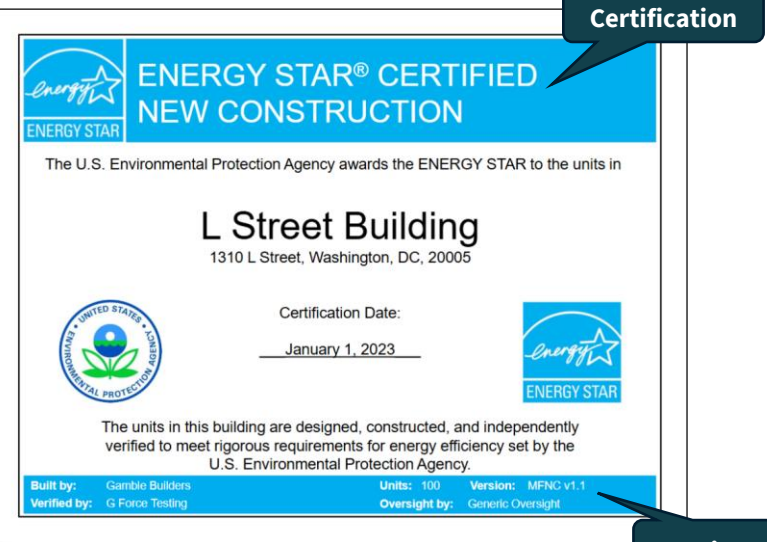 Certification
energy
ENERGY STAR
ENERGY STAR® CERTIFIED
NEW CONSTRUCTION
The U.S. Environmental Protection Agency awards the ENERGY STAR to the units in
L Street Building
1310 L Street, Washington, DC, 20005
UNITED STATES • ENVIRONMENTAL PROTECTION AGENCY •
Certification Date:
January 1, 2023
energy
ENERGY STAR
The units in this building are designed, constructed, and independently
verified to meet rigorous requirements for energy efficiency set by the
U.S. Environmental Protection Agency.
Built by: Gamble Builders Units: 100 Version: MFNC v1.1
Verified by: G Force Testing Oversight by: Generic Oversight